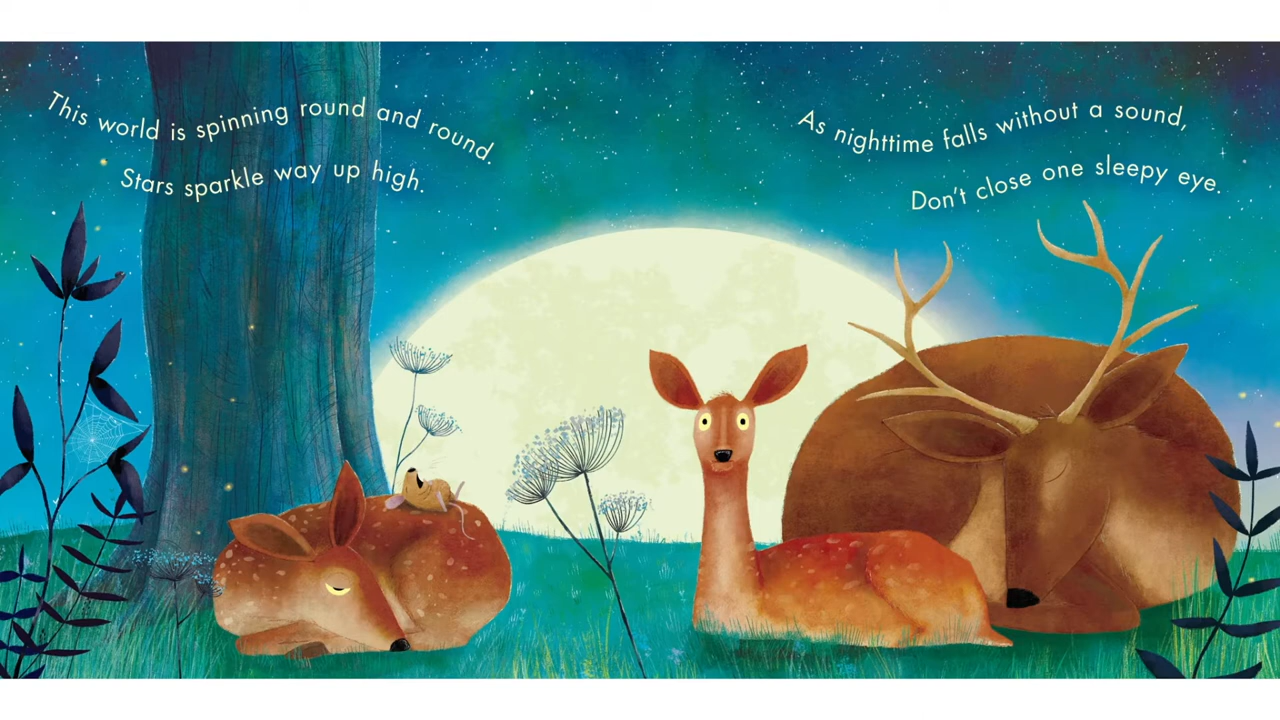 This world is spinning round and round.
Stars sparkle way up high.
As nighttime falls without a sound,
Don't close one sleepy eye.